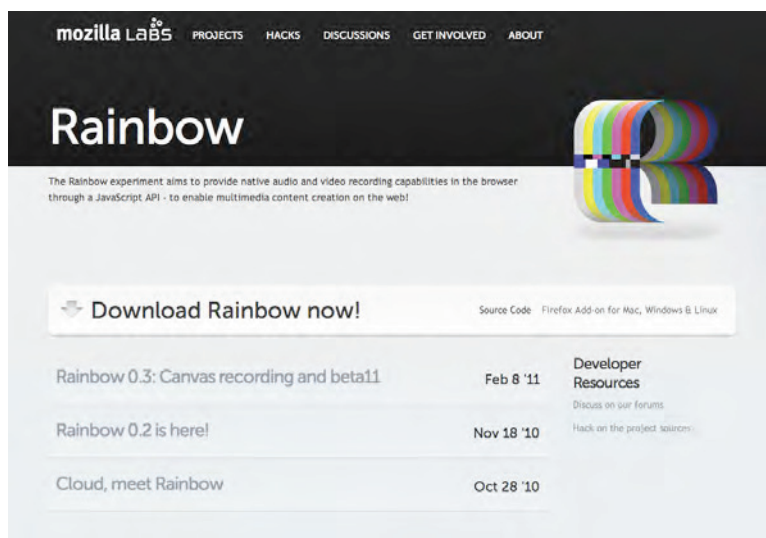 mozilla LaBS PROJECTS HACKS DISCUSSIONS GET INVOLVED ABOUT
Rainbow
The Rainbow experiment aims to provide native audio and video recording capabilities in the browser
through a JavaScript API - to enable multimedia content creation on the web!
Download Rainbow now! Source Code Firefox Add-on for Mac, Windows & Linux
Rainbow 0.3: Canvas recording and beta11 Feb 8 '11
Rainbow 0.2 is here! Nov 18 '10
Cloud, meet Rainbow Oct 28 '10
Developer
Resources
Discuss on our forums
Hack on the project sources